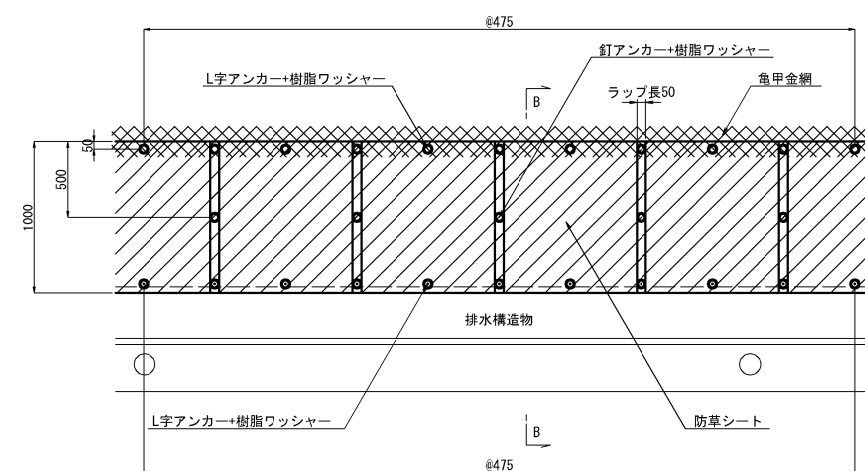 @475
釘アンカー+樹脂ワッシャー
L字アンカー+樹脂ワッシャー
亀甲金網
B
ラップ長50
50
500
1000
排水構造物
L字アンカー+樹脂ワッシャー
防草シート
B
@475